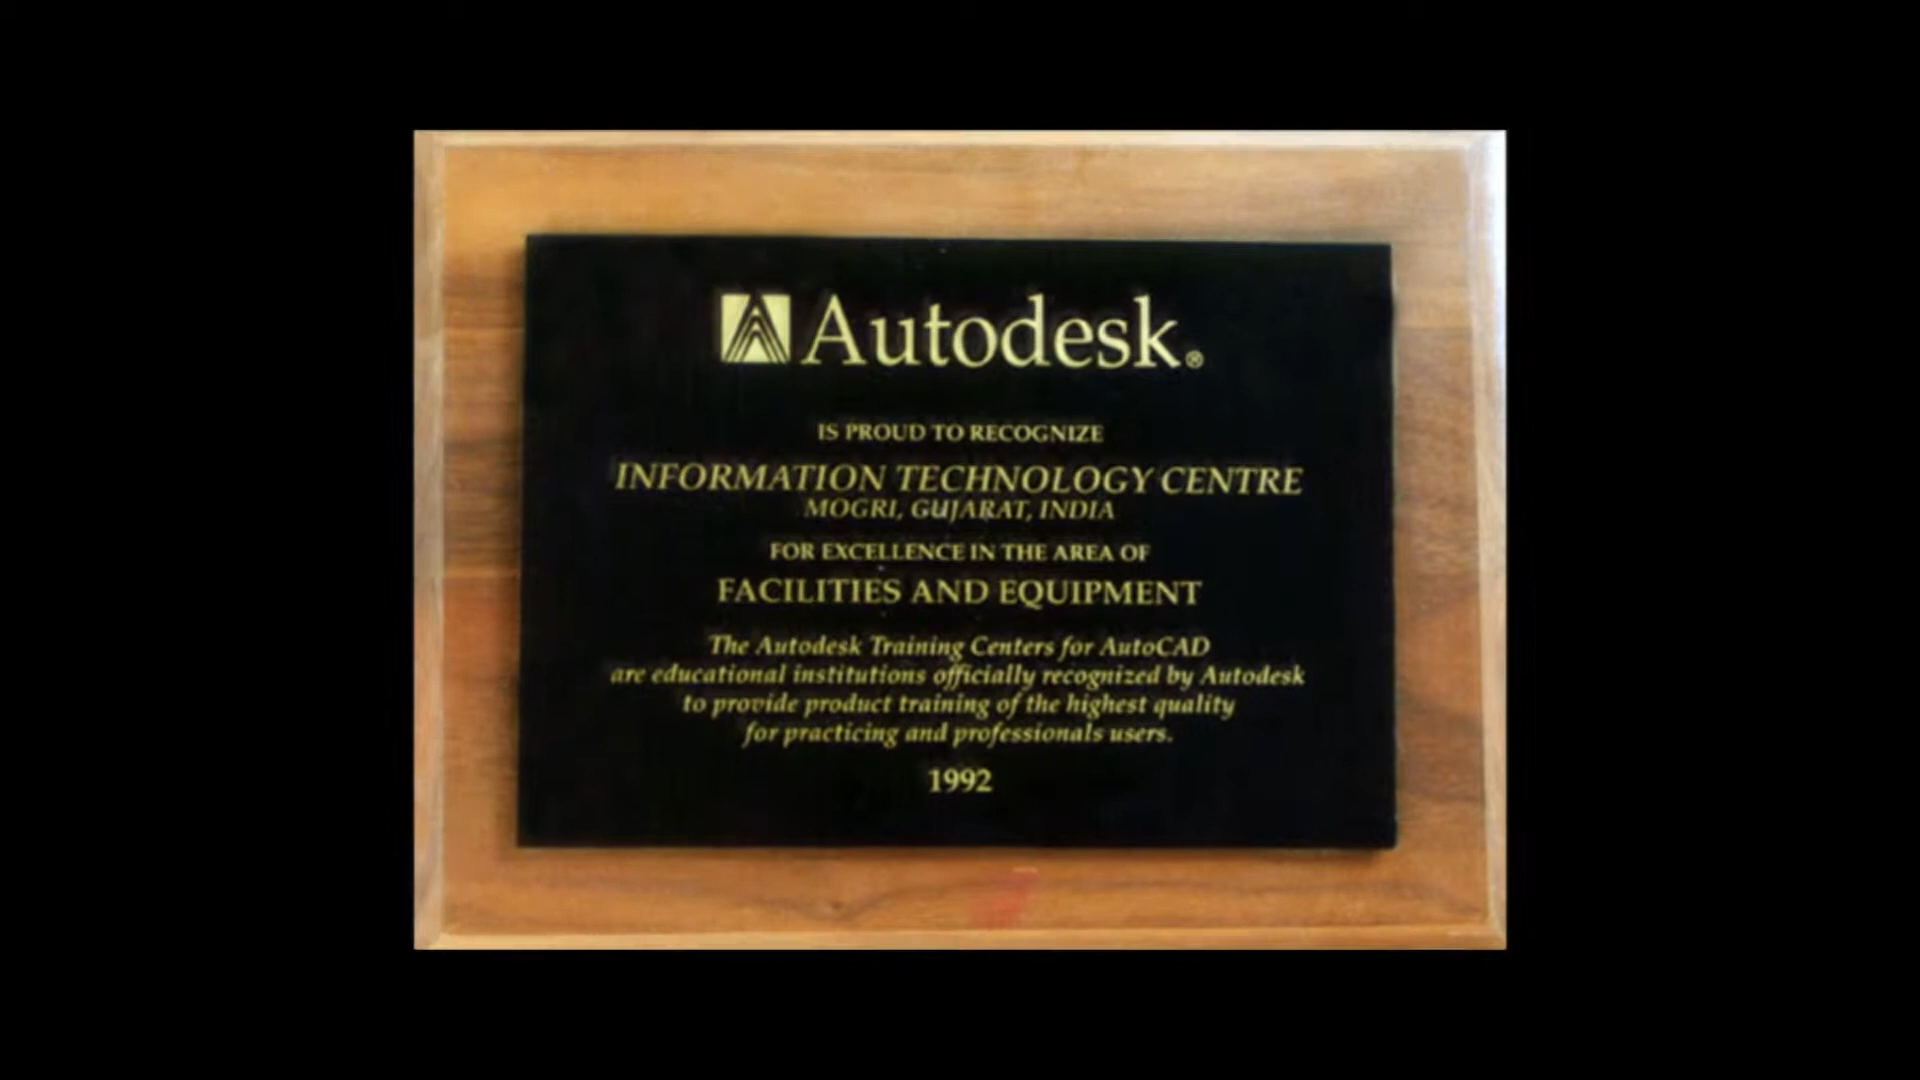 Autodesk®
IS PROUD TO RECOGNIZE
INFORMATION TECHNOLOGY CENTRE
MOGRI, GUJARAT, INDIA
FOR EXCELLENCE IN THE AREA OF
FACILITIES AND EQUIPMENT
The Autodesk Training Centers for AutoCAD
are educational institutions officially recognized by Autodesk
to provide product training of the highest quality
for practicing and professionals users.
1992